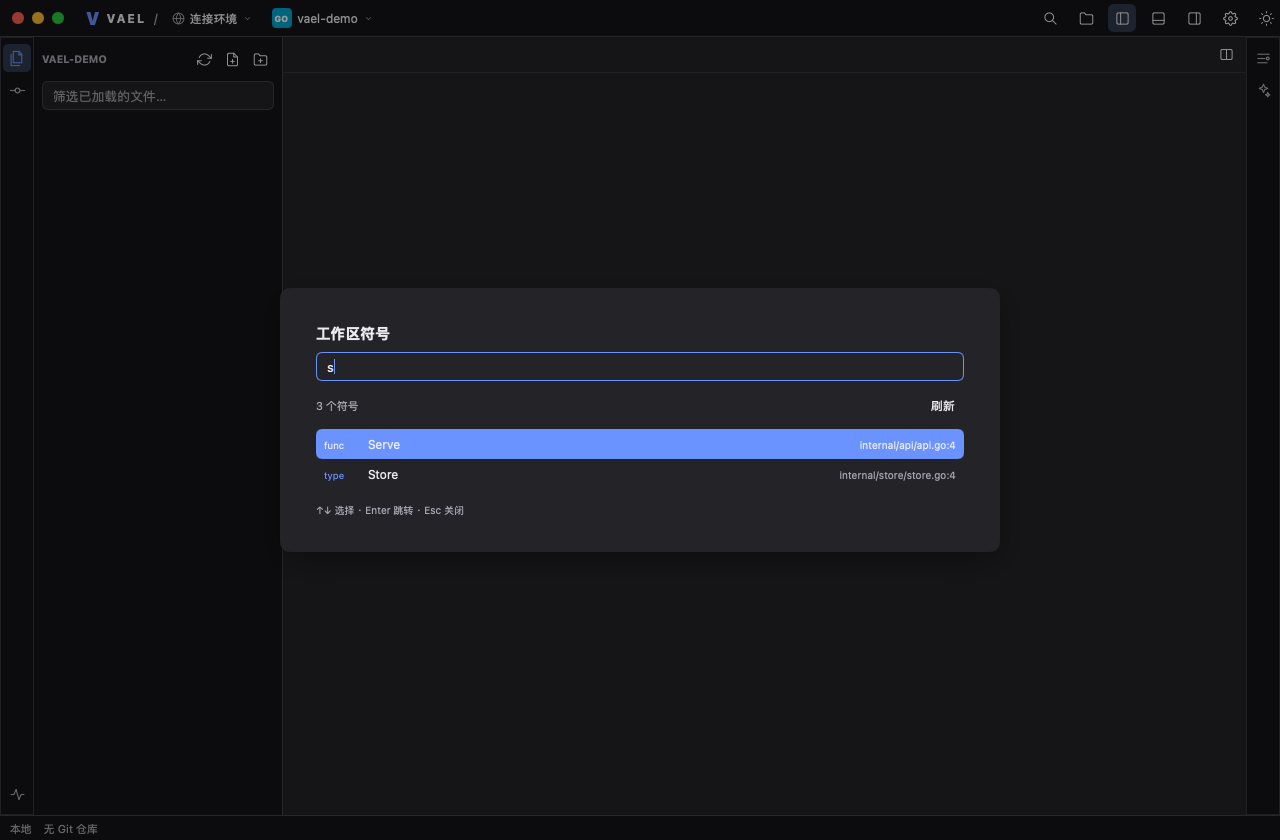 VAEL / 连接环境 GO vael-demo
VAEL-DEMO
筛选已加载的文件...
工作区符号
s
3 个符号 刷新
func Serve internal/api/api.go:4
type Store internal/store/store.go:4
↑↓ 选择 · Enter 跳转 · Esc 关闭
本地 无 Git 仓库